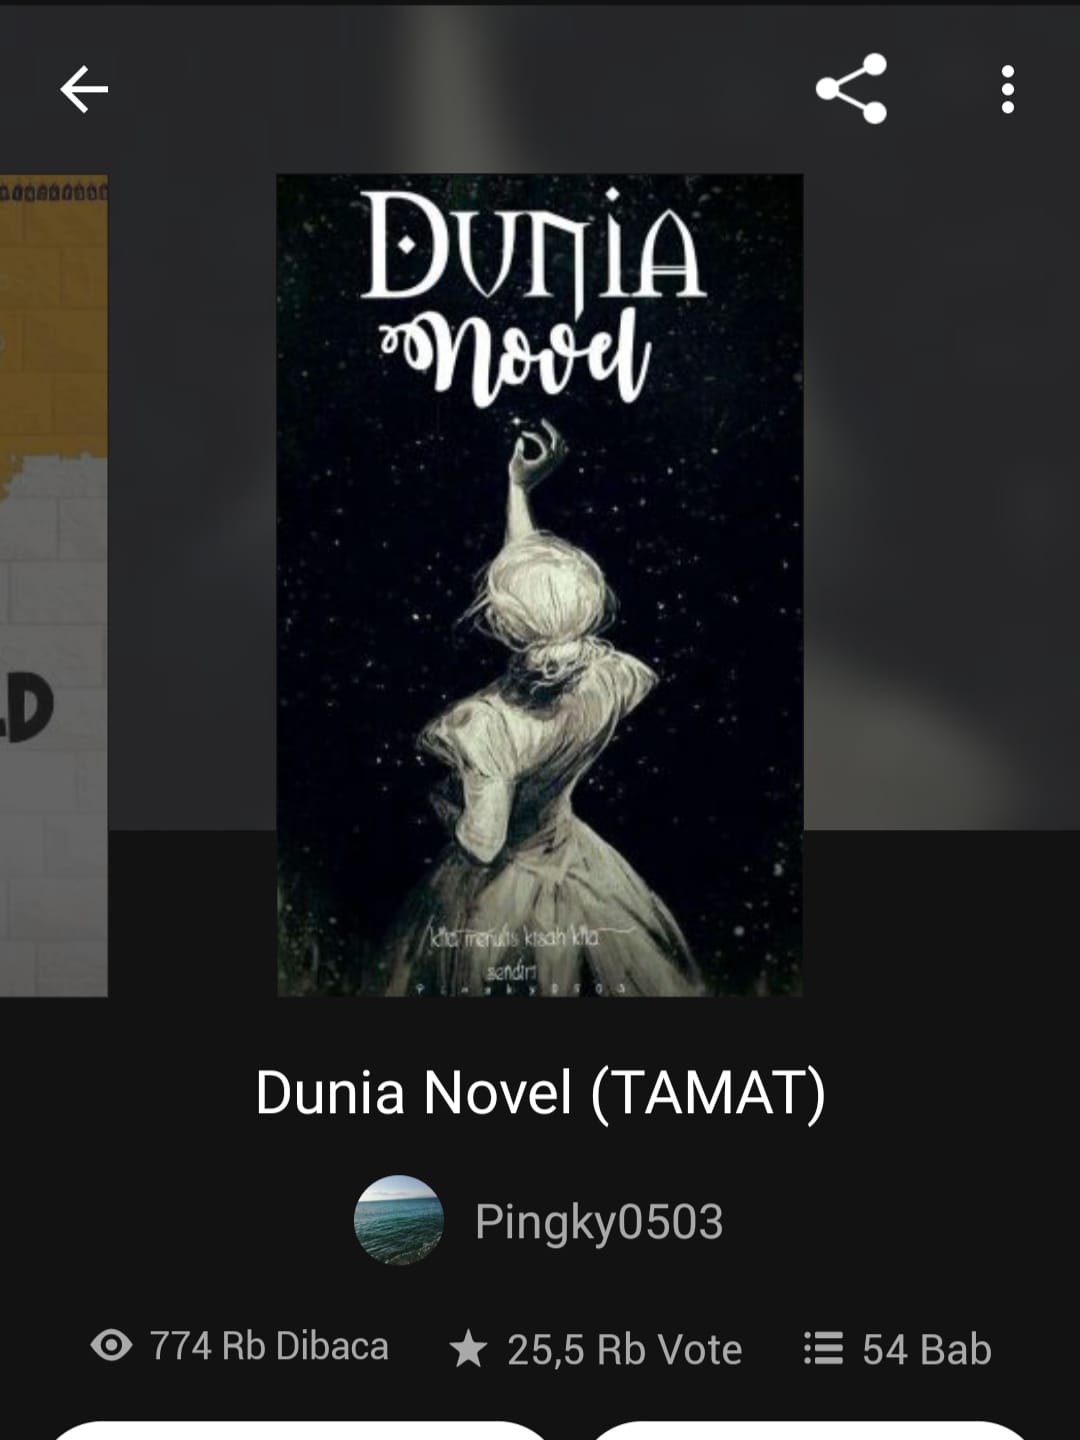 DUNIA
Novel
kita menulis kisah kita
sendiri
Pingky0503
LD
Dunia Novel (TAMAT)
Pingky0503
774 Rb Dibaca
25,5 Rb Vote
54 Bab